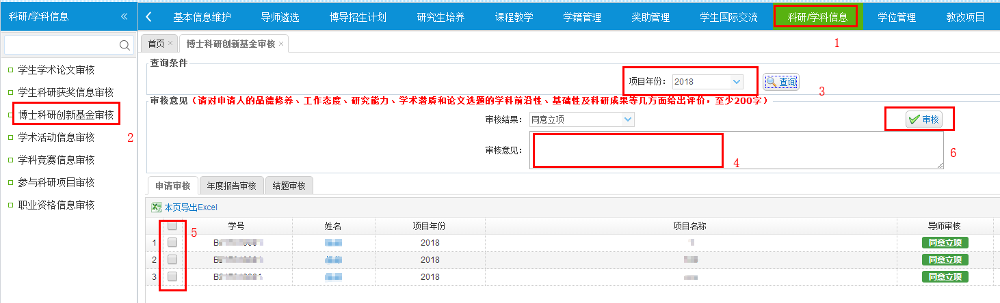 科研/学科信息
基本信息维护 导师遴选 博导招生计划 研究生培养 课程教学 学籍管理 奖助管理 学生国际交流 科研/学科信息 学位管理 教改项目
1
首页 博士科研创新基金审核
学生学术论文审核
学生科研获奖信息审核
博士科研创新基金审核
2
学术活动信息审核
学科竞赛信息审核
参与科研项目审核
职业资格信息审核
查询条件
项目年份： 2018 查询
3
审核意见（请对申请人的品德修养、工作态度、研究能力、学术潜质和论文选题的学科前沿性、基础性及科研成果等几方面给出评价，至少200字）
审核结果： 同意立项 审核
6
审核意见：
4
申请审核 年度报告审核 结题审核
本页导出Excel
5
学号 姓名 项目年份 项目名称 导师审核
1 2018 同意立项
2 2018 同意立项
3 2018 同意立项